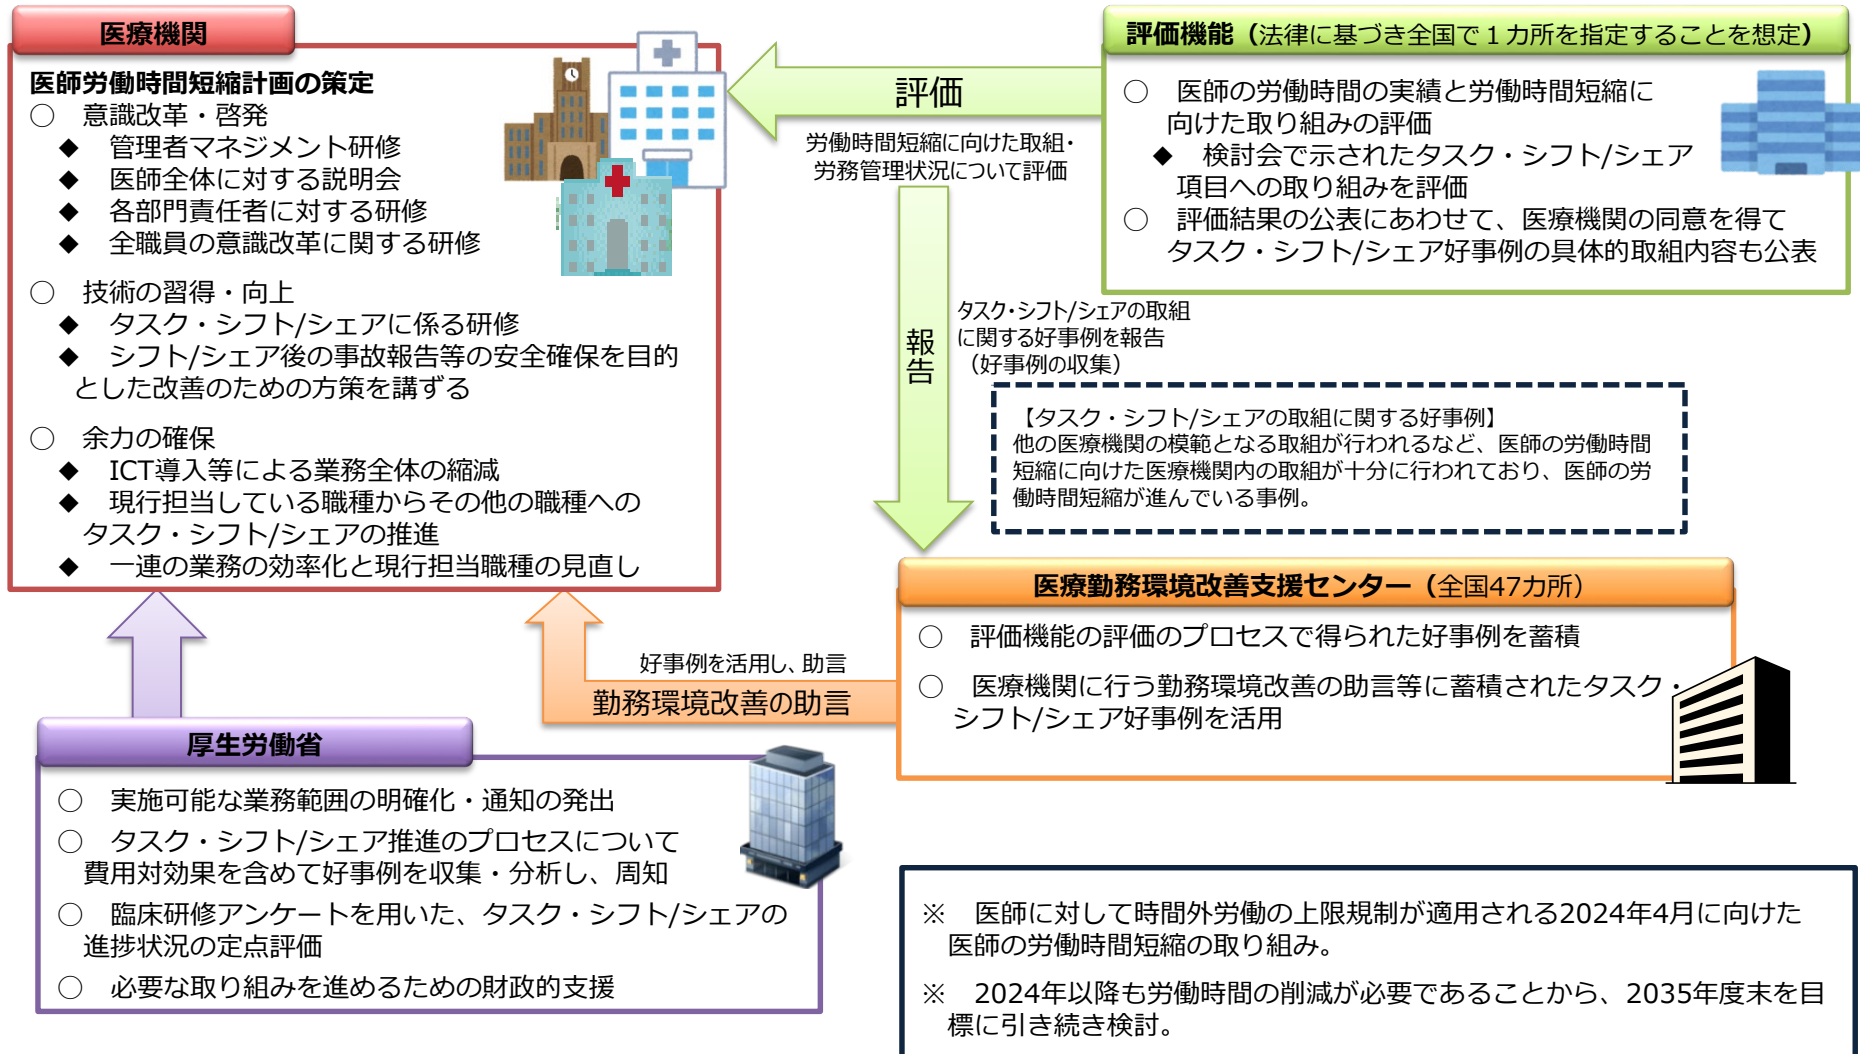 医療機関
医師労働時間短縮計画の策定
○　意識改革・啓発
◆　管理者マネジメント研修
◆　医師全体に対する説明会
◆　各部門責任者に対する研修
◆　全職員の意識改革に関する研修
○　技術の習得・向上
◆　タスク・シフト/シェアに係る研修
◆　シフト/シェア後の事故報告等の安全確保を目的
とした改善のための方策を講ずる
○　余力の確保
◆　ICT導入等による業務全体の縮減
◆　現行担当している職種からその他の職種への
タスク・シフト/シェアの推進
◆　一連の業務の効率化と現行担当職種の見直し
評価
労働時間短縮に向けた取組・
労務管理状況について評価
評価機能（法律に基づき全国で１カ所を指定することを想定）
○　医師の労働時間の実績と労働時間短縮に
向けた取り組みの評価
◆　検討会で示されたタスク・シフト/シェア
項目への取り組みを評価
○　評価結果の公表にあわせて、医療機関の同意を得て
タスク・シフト/シェア好事例の具体的取組内容も公表
報告
タスク・シフト/シェアの取組
に関する好事例を報告
（好事例の収集）
【タスク・シフト/シェアの取組に関する好事例】
他の医療機関の模範となる取組が行われるなど、医師の労働時間
短縮に向けた医療機関内の取組が十分に行われており、医師の労
働時間短縮が進んでいる事例。
医療勤務環境改善支援センター（全国47カ所）
○　評価機能の評価のプロセスで得られた好事例を蓄積
○　医療機関に行う勤務環境改善の助言等に蓄積されたタスク・
シフト/シェア好事例を活用
好事例を活用し、助言
勤務環境改善の助言
厚生労働省
○　実施可能な業務範囲の明確化・通知の発出
○　タスク・シフト/シェア推進のプロセスについて
費用対効果を含めて好事例を収集・分析し、周知
○　臨床研修アンケートを用いた、タスク・シフト/シェアの
進捗状況の定点評価
○　必要な取り組みを進めるための財政的支援
※　医師に対して時間外労働の上限規制が適用される2024年4月に向けた
医師の労働時間短縮の取り組み。
※　2024年以降も労働時間の削減が必要であることから、2035年度末を目
標に引き続き検討。